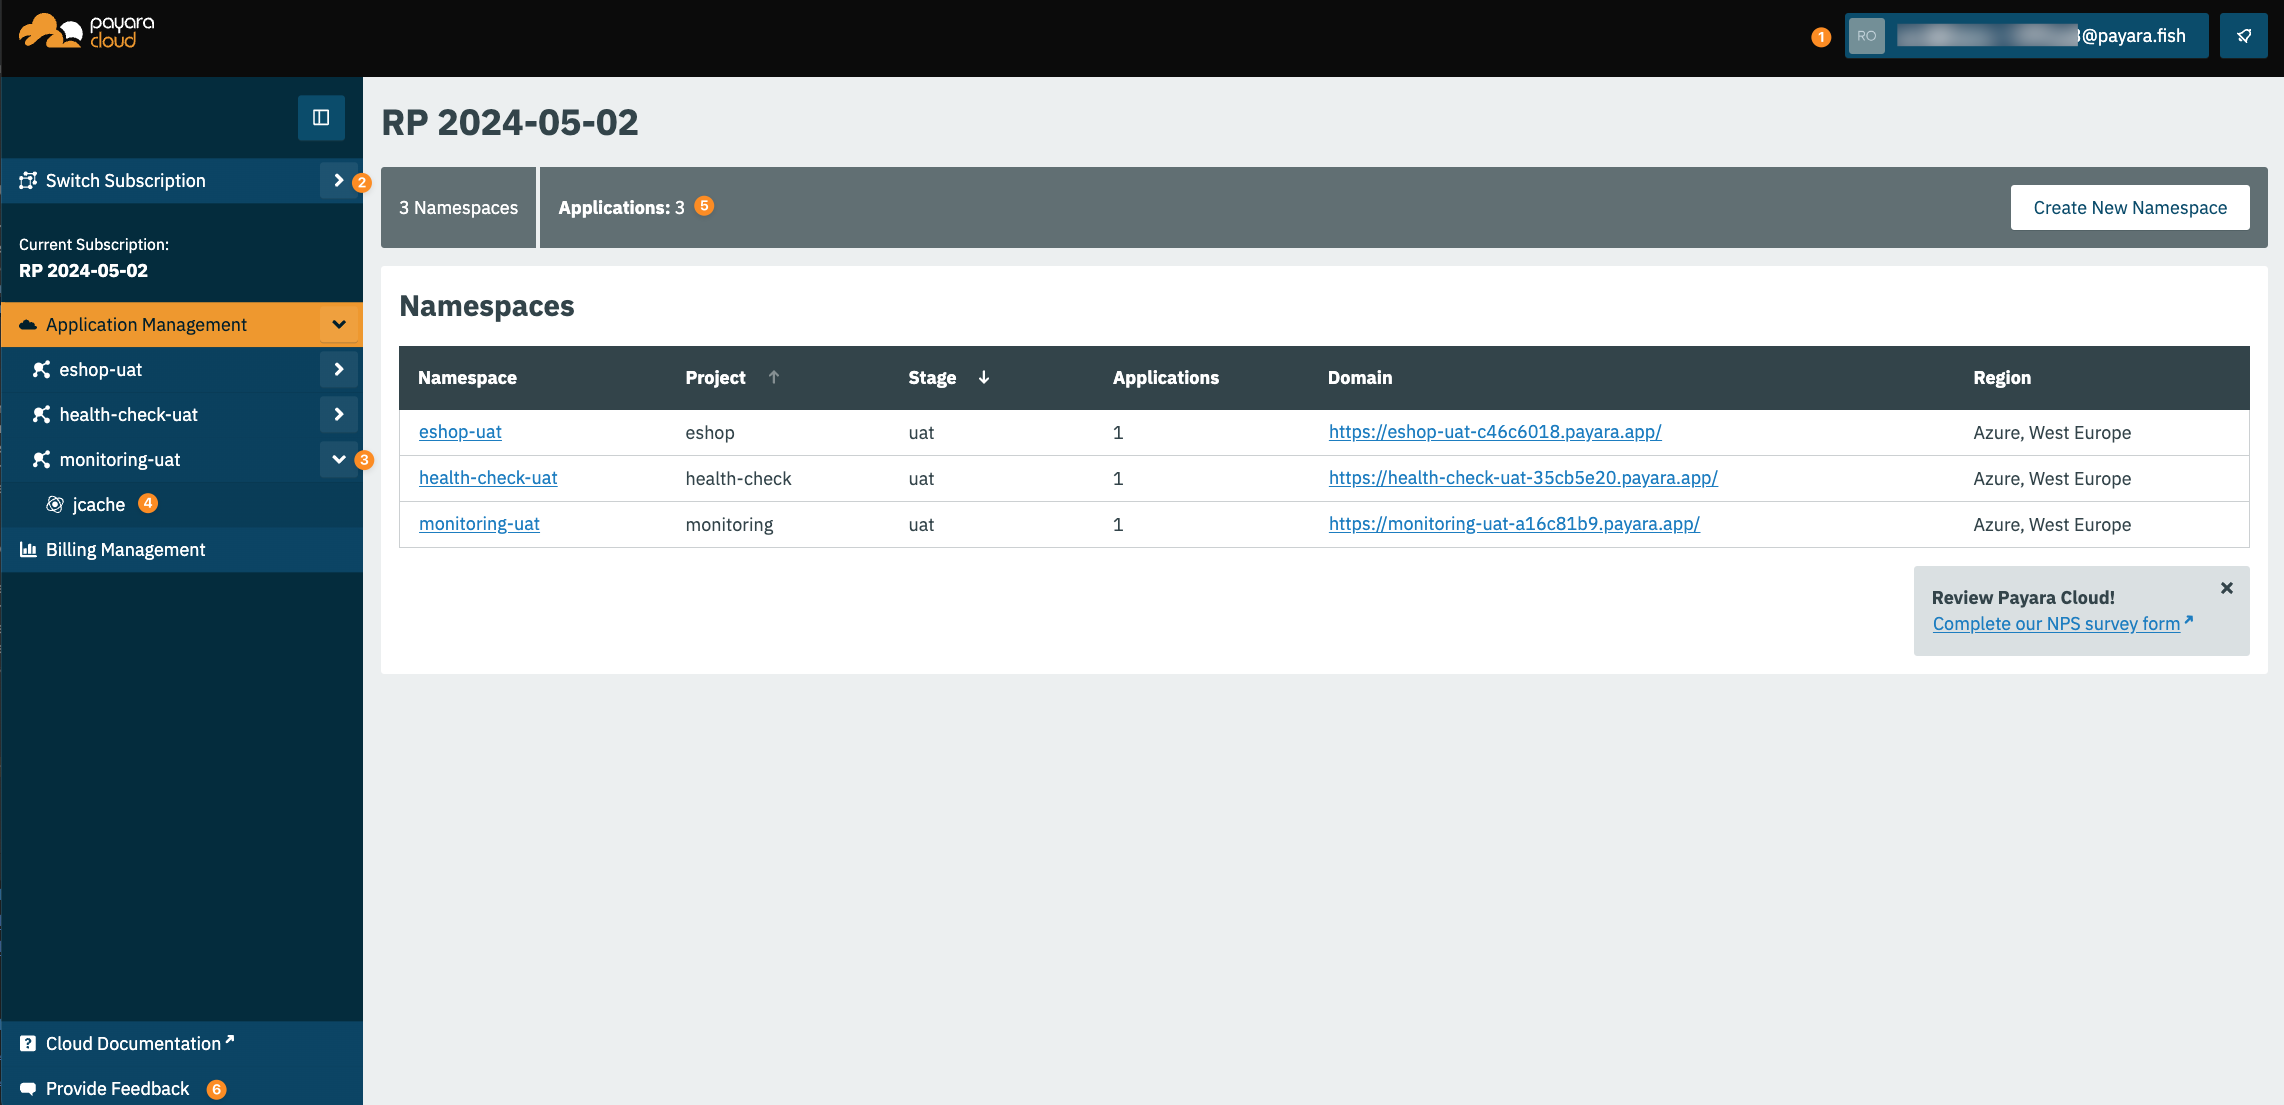 payara
cloud
1
RO
3@payara.fish
RP 2024-05-02
Switch Subscription
2
3 Namespaces
Applications: 3
5
Create New Namespace
Current Subscription:
RP 2024-05-02
Application Management
eshop-uat
health-check-uat
monitoring-uat
3
jcache
4
Billing Management
Namespaces
Namespace Project Stage Applications Domain Region
eshop-uat eshop uat 1 https://eshop-uat-c46c6018.payara.app/ Azure, West Europe
health-check-uat health-check uat 1 https://health-check-uat-35cb5e20.payara.app/ Azure, West Europe
monitoring-uat monitoring uat 1 https://monitoring-uat-a16c81b9.payara.app/ Azure, West Europe
Review Payara Cloud!
Complete our NPS survey form
Cloud Documentation
Provide Feedback
6